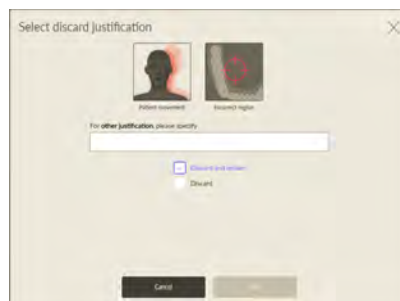 Select discard justification
Patient movement
Incorrect region
For other justification, please specify
Discard and retake
Discard
Cancel